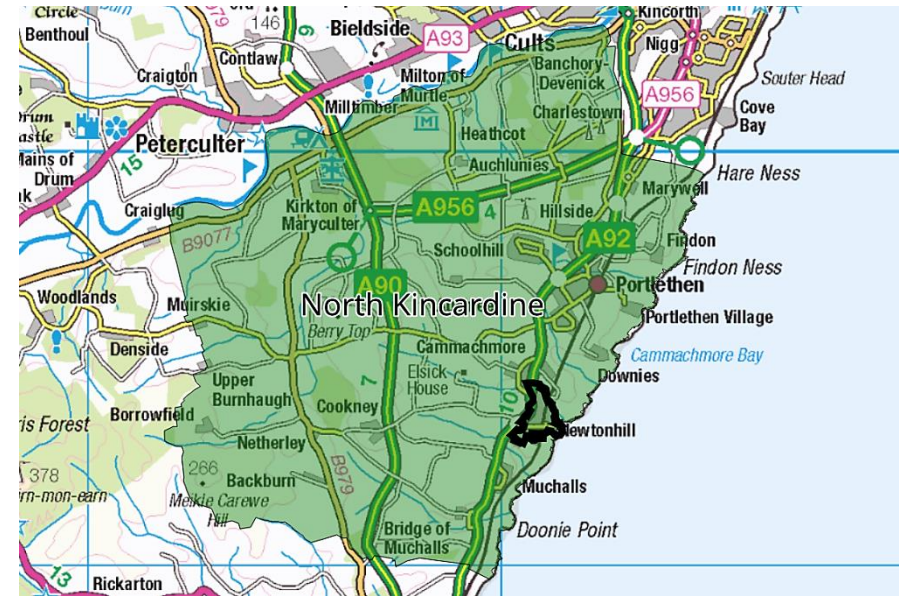 Circle
146
9
Kincorth
Benthoul
Bieldside
A93
Cults
Nigg
Contlaw
Banchory-
Devenick
Souter Head
Craigton
Milton of
Murtle
A956
Milltimber
Charlestown
Cove
Bay
Peterculter
Heathcot
15
Mains of
Drum
Auchlunies
Hare Ness
Marywell
Craiglug
Kirkton of
Maryculter
A956
4
Hillside
B9077
Schoolhill
A92
Findon
Findon Ness
A90
Portlethen
Woodlands
Muirskie
North Kincardine
Portlethen Village
Berry Top
Denside
Cammachmore
Cammachmore Bay
Elsick
House
Downies
Upper
Burnhaugh
7
10
Borrowfield
Cookney
Newtonhill
Netherley
378
266
B979
Backburn
Muchalls
Meikle Carewe
Hill
Bridge of
Muchalls
Doonie Point
13
Rickarton